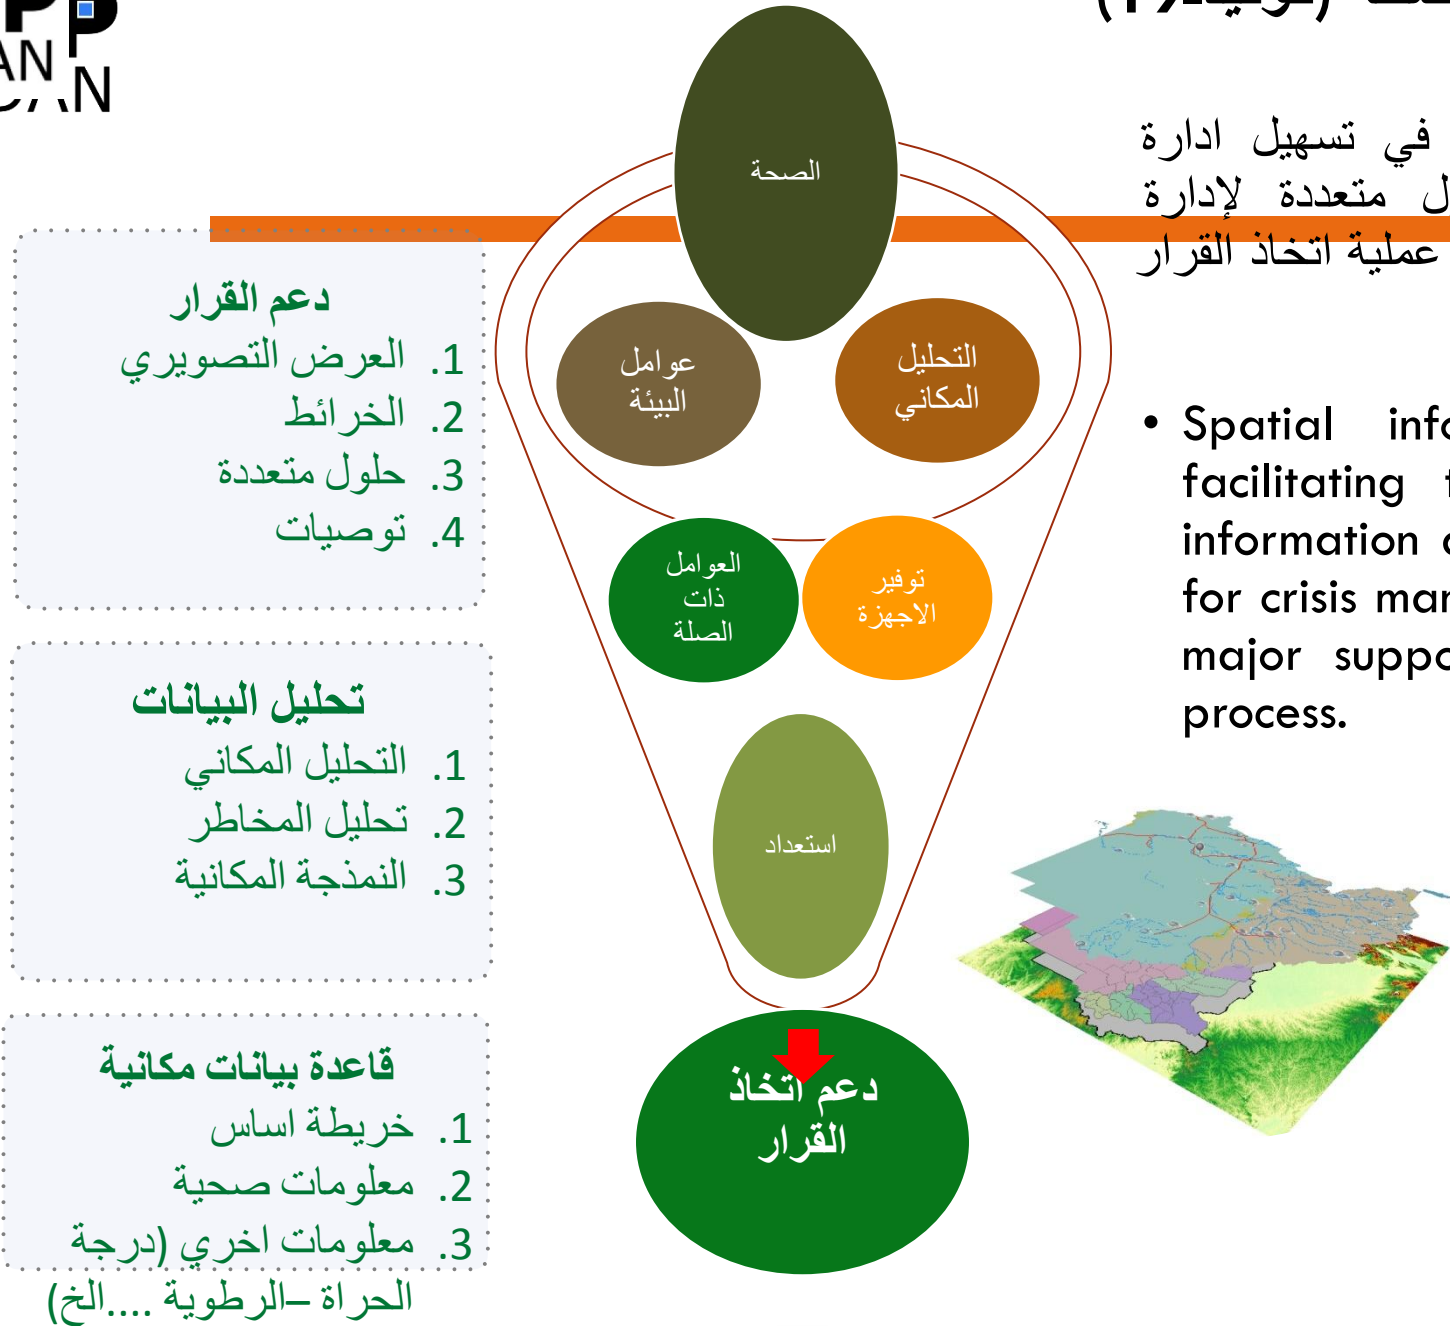 في تسهيل ادارة
متعددة لإدارة
عملية اتخاذ القرار
الصحة
عوامل
البيئة
التحليل
المكاني
العوامل
ذات
الصلة
توفير
الاجهزة
استعداد
دعم اتخاذ
القرار
دعم القرار
1. العرض التصويري
2. الخرائط
3. حلول متعددة
4. توصيات
تحليل البيانات
1. التحليل المكاني
2. تحليل المخاطر
3. النمذجة المكانية
قاعدة بيانات مكانية
1. خريطة اساس
2. معلومات صحية
3. معلومات اخري (درجة
الحراة –الرطوبة ....الخ)
• Spatial
facilitating
information
for crisis
major
process.